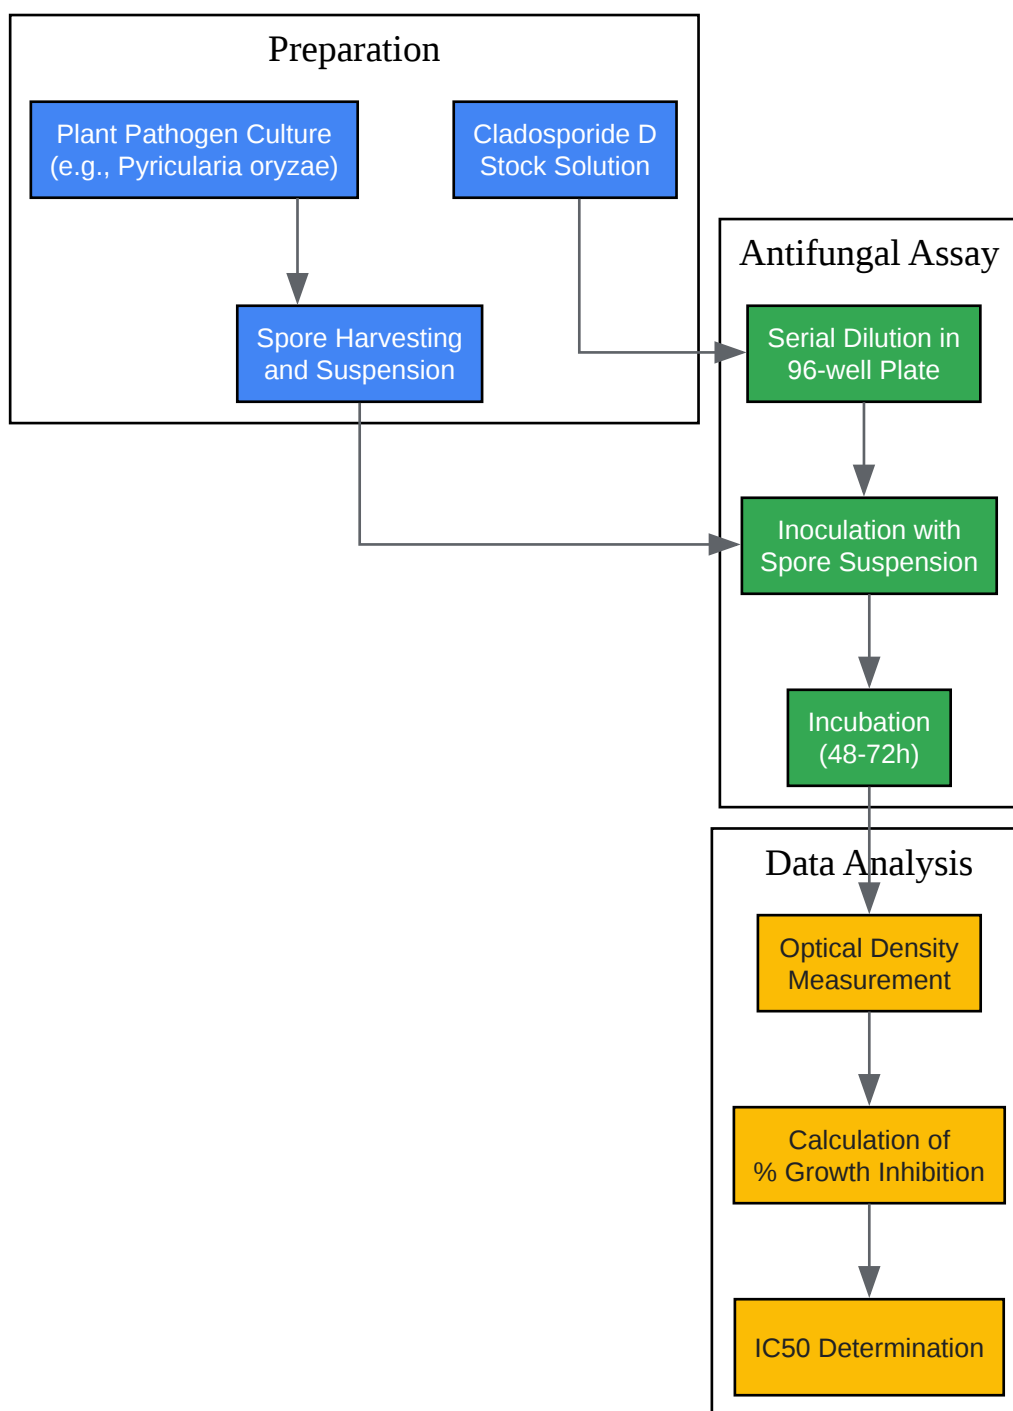 Preparation
Plant Pathogen Culture
(e.g., Pyricularia oryzae)
Cladosporide D
Stock Solution
Spore Harvesting
and Suspension
Antifungal Assay
Serial Dilution in
96-well Plate
Inoculation with
Spore Suspension
Incubation
(48-72h)
Data Analysis
Optical Density
Measurement
Calculation of
% Growth Inhibition
IC50 Determination